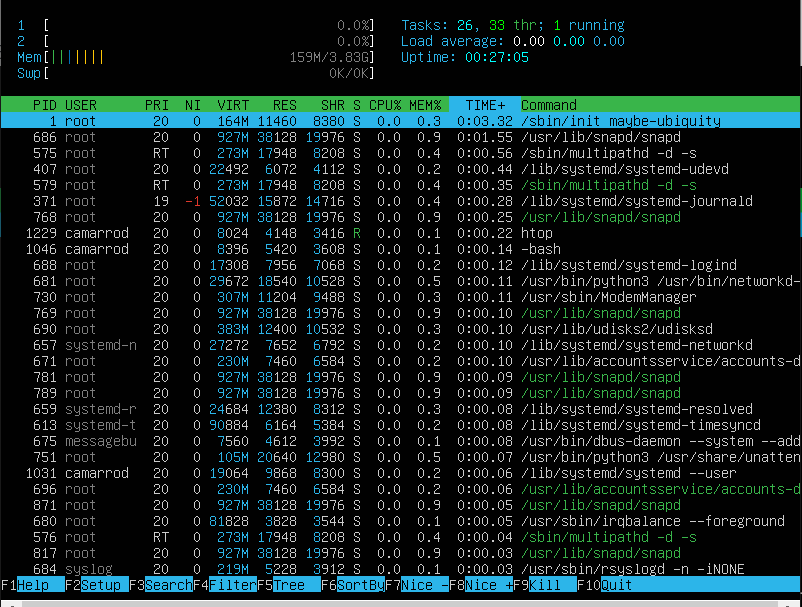 1 [ 0.0%] Tasks: 26, 33 thr; 1 running
2 [ 0.0%] Load average: 0.00 0.00 0.00
Mem[||||||| 159M/3.83G] Uptime: 00:27:05
Swp[ 0K/0K]
PID USER PRI NI VIRT RES SHR S CPU% MEM% TIME+ Command
1 root 20 0 164M 11460 8380 S 0.0 0.3 0:03.32 /sbin/init maybe-ubiquity
686 root 20 0 927M 38128 19976 S 0.0 0.9 0:01.55 /usr/lib/snapd/snapd
575 root RT 0 273M 17948 8208 S 0.0 0.4 0:00.56 /sbin/multipathd -d -s
407 root 20 0 22492 6072 4112 S 0.0 0.2 0:00.44 /lib/systemd/systemd-udevd
579 root RT 0 273M 17948 8208 S 0.0 0.4 0:00.35 /sbin/multipathd -d -s
371 root 19 -1 52032 15872 14716 S 0.0 0.4 0:00.28 /lib/systemd/systemd-journald
768 root 20 0 927M 38128 19976 S 0.0 0.9 0:00.25 /usr/lib/snapd/snapd
1229 camarrod 20 0 8024 4148 3416 R 0.0 0.1 0:00.22 htop
1046 camarrod 20 0 8396 5420 3608 S 0.0 0.1 0:00.14 -bash
688 root 20 0 17308 7956 7068 S 0.0 0.2 0:00.12 /lib/systemd/systemd-logind
681 root 20 0 29672 18540 10528 S 0.0 0.5 0:00.11 /usr/bin/python3 /usr/bin/networkd-
730 root 20 0 307M 11204 9488 S 0.0 0.3 0:00.11 /usr/sbin/ModemManager
769 root 20 0 927M 38128 19976 S 0.0 0.9 0:00.10 /usr/lib/snapd/snapd
690 root 20 0 383M 12400 10532 S 0.0 0.3 0:00.10 /lib/udisks2/udisksd
657 systemd-n 20 0 27272 7652 6792 S 0.0 0.2 0:00.10 /lib/systemd/systemd-networkd
671 root 20 0 230M 7460 6584 S 0.0 0.2 0:00.10 /usr/lib/accountsservice/accounts-d
781 root 20 0 927M 38128 19976 S 0.0 0.9 0:00.09 /usr/lib/snapd/snapd
789 root 20 0 927M 38128 19976 S 0.0 0.9 0:00.09 /usr/lib/snapd/snapd
659 systemd-r 20 0 24684 12380 8312 S 0.0 0.3 0:00.08 /lib/systemd/systemd-resolved
613 systemd-t 20 0 90884 6164 5384 S 0.0 0.2 0:00.08 /lib/systemd/systemd-timesyncd
675 messagebu 20 0 7560 4612 3992 S 0.0 0.1 0:00.08 /usr/bin/dbus-daemon --system --add
751 root 20 0 105M 20640 12980 S 0.0 0.5 0:00.07 /usr/bin/python3 /usr/share/unatten
1031 camarrod 20 0 19064 9868 8300 S 0.0 0.2 0:00.06 /lib/systemd/systemd --user
696 root 20 0 230M 7460 6584 S 0.0 0.2 0:00.06 /usr/lib/accountsservice/accounts-d
871 root 20 0 927M 38128 19976 S 0.0 0.9 0:00.05 /usr/lib/snapd/snapd
680 root 20 0 81828 3828 3544 S 0.0 0.1 0:00.05 /usr/sbin/irqbalance --foreground
576 root RT 0 273M 17948 8208 S 0.0 0.4 0:00.04 /sbin/multipathd -d -s
817 root 20 0 927M 38128 19976 S 0.0 0.9 0:00.03 /usr/lib/snapd/snapd
684 syslog 20 0 219M 5228 3912 S 0.0 0.1 0:00.03 /usr/sbin/rsyslogd -n -iNONE
F1Help F2Setup F3SearchF4FilterF5Tree F6SortByF7Nice -F8Nice +F9Kill F10Quit